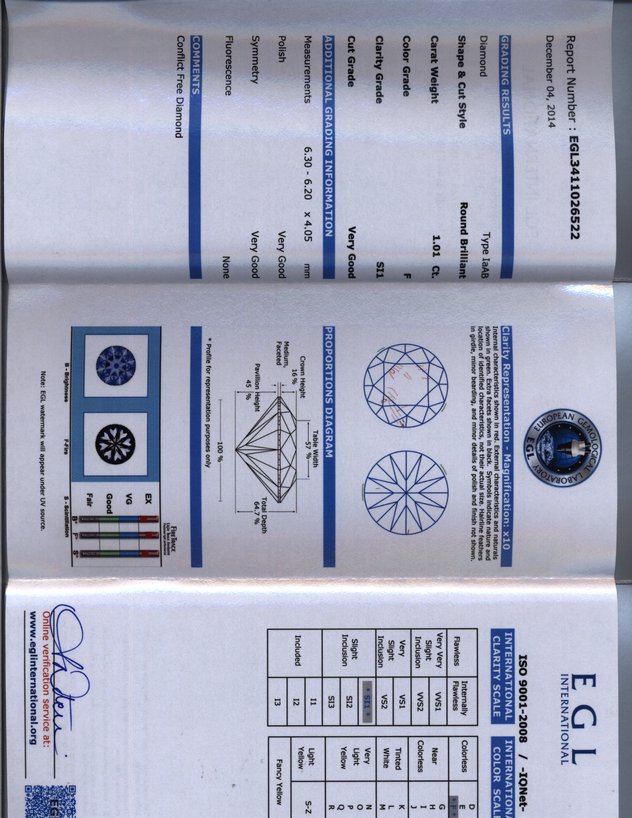 Report Number : EGL3411026522
December 04, 2014
GRADING RESULTS
Diamond Type IaAB
Shape & Cut Style Round Brilliant
Carat Weight 1.01 Ct.
Color Grade F
Clarity Grade SI1
Cut Grade Very Good
ADDITIONAL GRADING INFORMATION
Measurements 6.30 - 6.20 x 4.05 mm
Polish Very Good
Symmetry Very Good
Fluorescence None
COMMENTS
Conflict Free Diamond
EUROPEAN GEMOLOGICAL LABORATORY
EGL
Clarity Representation - Magnification: x10
Internal characteristics shown in red. External characteristics and naturals
shown in green. Extra facets shown in black. Symbols indicate nature and
location of identified characteristics, not their actual size. Hairline feathers
in girdle, minor bearding, and minor details of polish and finish not shown.
PROPORTIONS DIAGRAM
Table Width
57 %
Crown Height
16 %
Medium,
Faceted
Pavillion Height
45 %
Total Depth
64.7 %
100 %
* Profile for representation purposes only
B - Brightness
F-Fire
S - Scintillation
EX
VG
Good
Fair
B F S
Note: EGL watermark will appear under UV source.
EGL
INTERNATIONAL
ISO 9001-2008 / -IQNet-
INTERNATIONAL
CLARITY SCALE
Flawless Internally Flawless
Very Very Slight Inclusion VVS1
VVS2
Very Slight Inclusion VS1
VS2
Slight Inclusion * SI1 *
SI2
SI3
Included I1
I2
I3
INTERNATIONA
COLOR SCAL
Colorless D
E
* F *
Near Colorless G
H
I
J
Tinted White K
L
M
Very Light Yellow N
O
P
Q
R
Light Yellow S-Z
Fancy Yellow
Online verification service at:
www.eglinternational.org
EGL